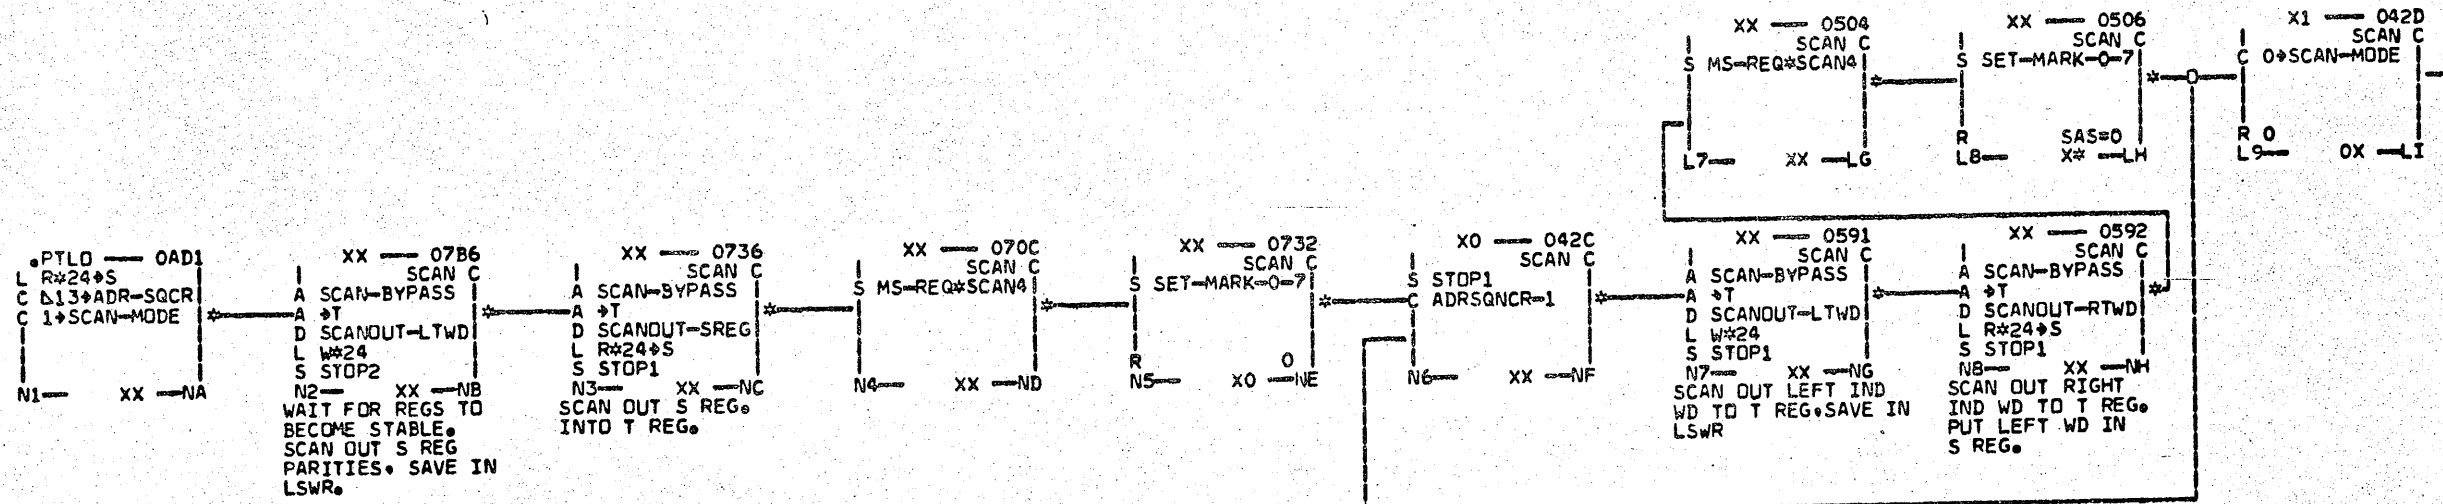 XX — 0504
SCAN C
S MS-REQ*SCAN4
L7— XX —LG
XX — 0506
SCAN C
S SET-MARK-0-7
R SAS=0
L8— X* —LH
X1 — 042D
SCAN C
C 0→SCAN-MODE
R 0
L9— 0X —LI
.PTLO — 0AD1
L R*24→S
C L13→ADR-SQCR
C 1→SCAN-MODE
N1— XX —NA
XX — 07B6
SCAN C
A SCAN-BYPASS
A →T
D SCANOUT-LTWD
L W*24
S STOP2
N2— XX —NB
WAIT FOR REGS TO
BECOME STABLE.
SCAN OUT S REG
PARITIES. SAVE IN
LSWR.
XX — 0736
SCAN C
A SCAN-BYPASS
A →T
D SCANOUT-SREG
L R*24→S
S STOP1
N3— XX —NC
SCAN OUT S REG.
INTO T REG.
XX — 070C
SCAN C
S MS-REQ*SCAN4
N4— XX —ND
XX — 0732
SCAN C
S SET-MARK-0-7
R 0
N5— X0 —NE
X0 — 042C
SCAN C
S STOP1
C ADRSQNCR-1
N6— XX —NF
XX — 0591
SCAN C
A SCAN-BYPASS
A →T
D SCANOUT-LTWD
L W*24
S STOP1
N7— XX —NG
SCAN OUT LEFT IND
WD TO T REG.SAVE IN
LSWR
XX — 0592
SCAN C
A SCAN-BYPASS
A →T
D SCANOUT-RTWD
L R*24→S
S STOP1
N8— XX —NH
SCAN OUT RIGHT
IND WD TO T REG.
PUT LEFT WD IN
S REG.